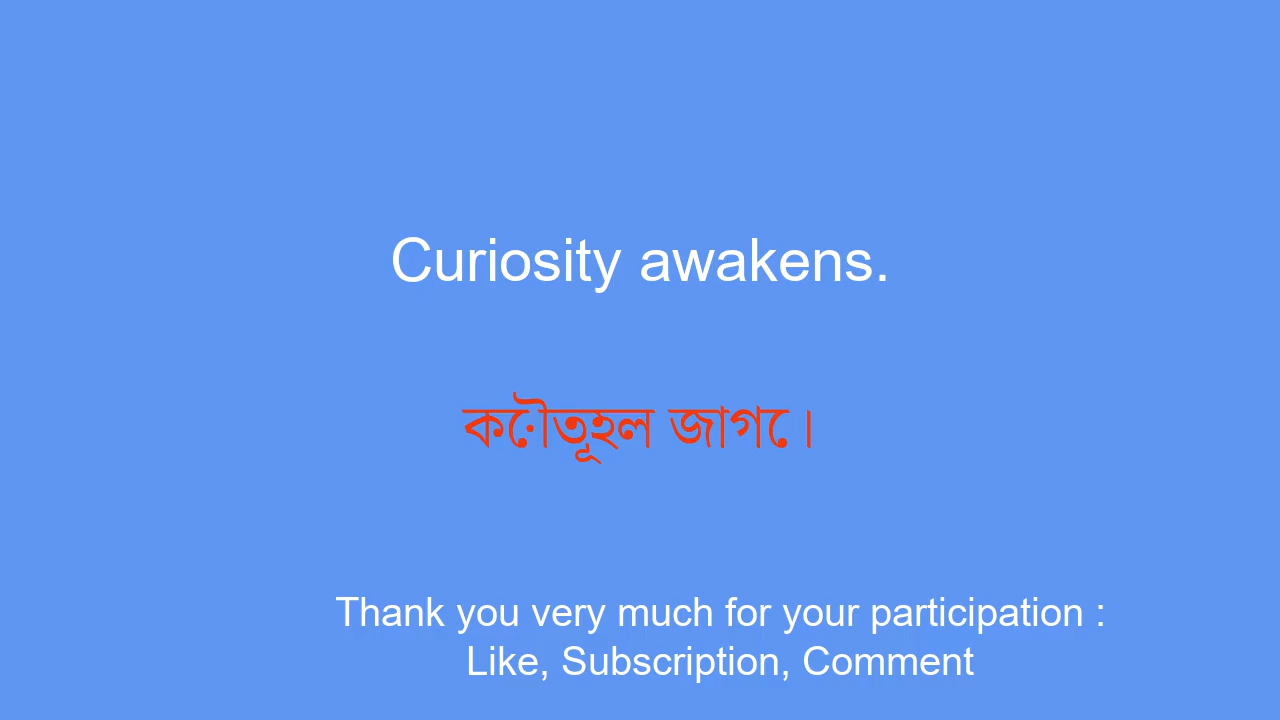 Curiosity awakens.
কৌতূহল জাগে।
Thank you very much for your participation :
Like, Subscription, Comment